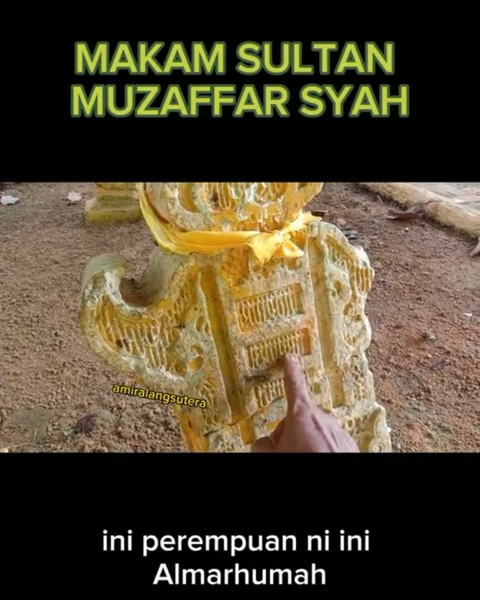 MAKAM SULTAN
MUZAFFAR SYAH
amiralangsutera
ini perempuan ni ini
Almarhumah